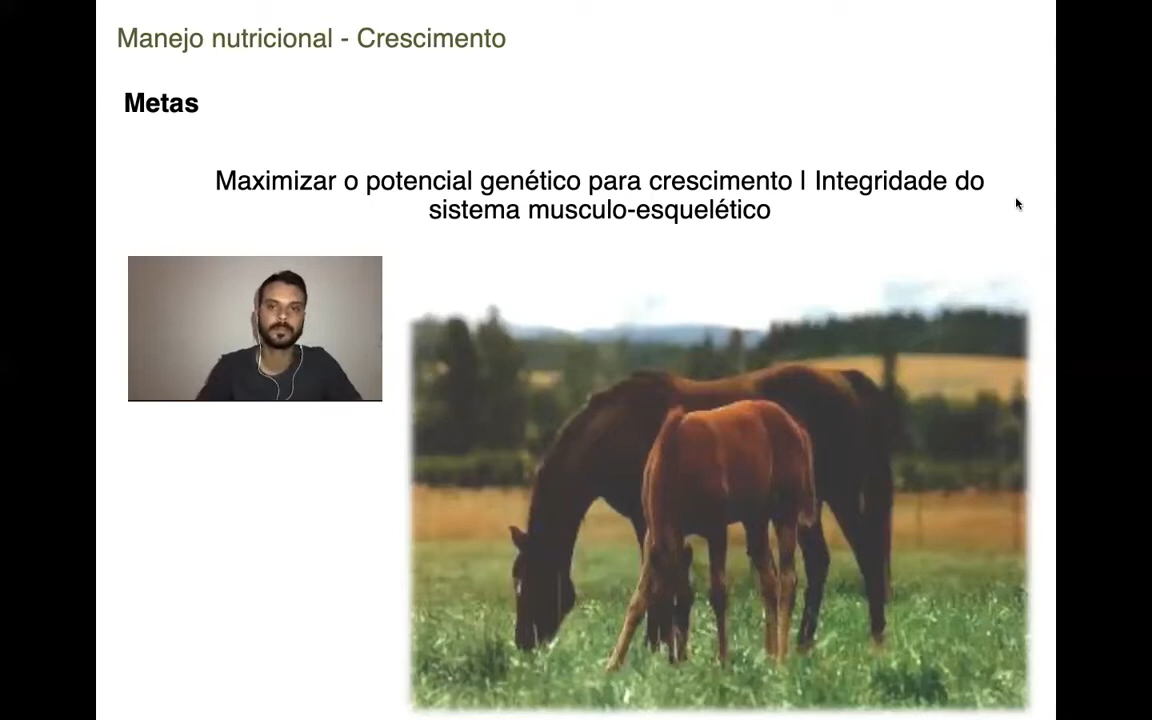 Manejo nutricional - Crescimento
Metas
Maximizar o potencial genético para crescimento | Integridade do
sistema musculo-esquelético